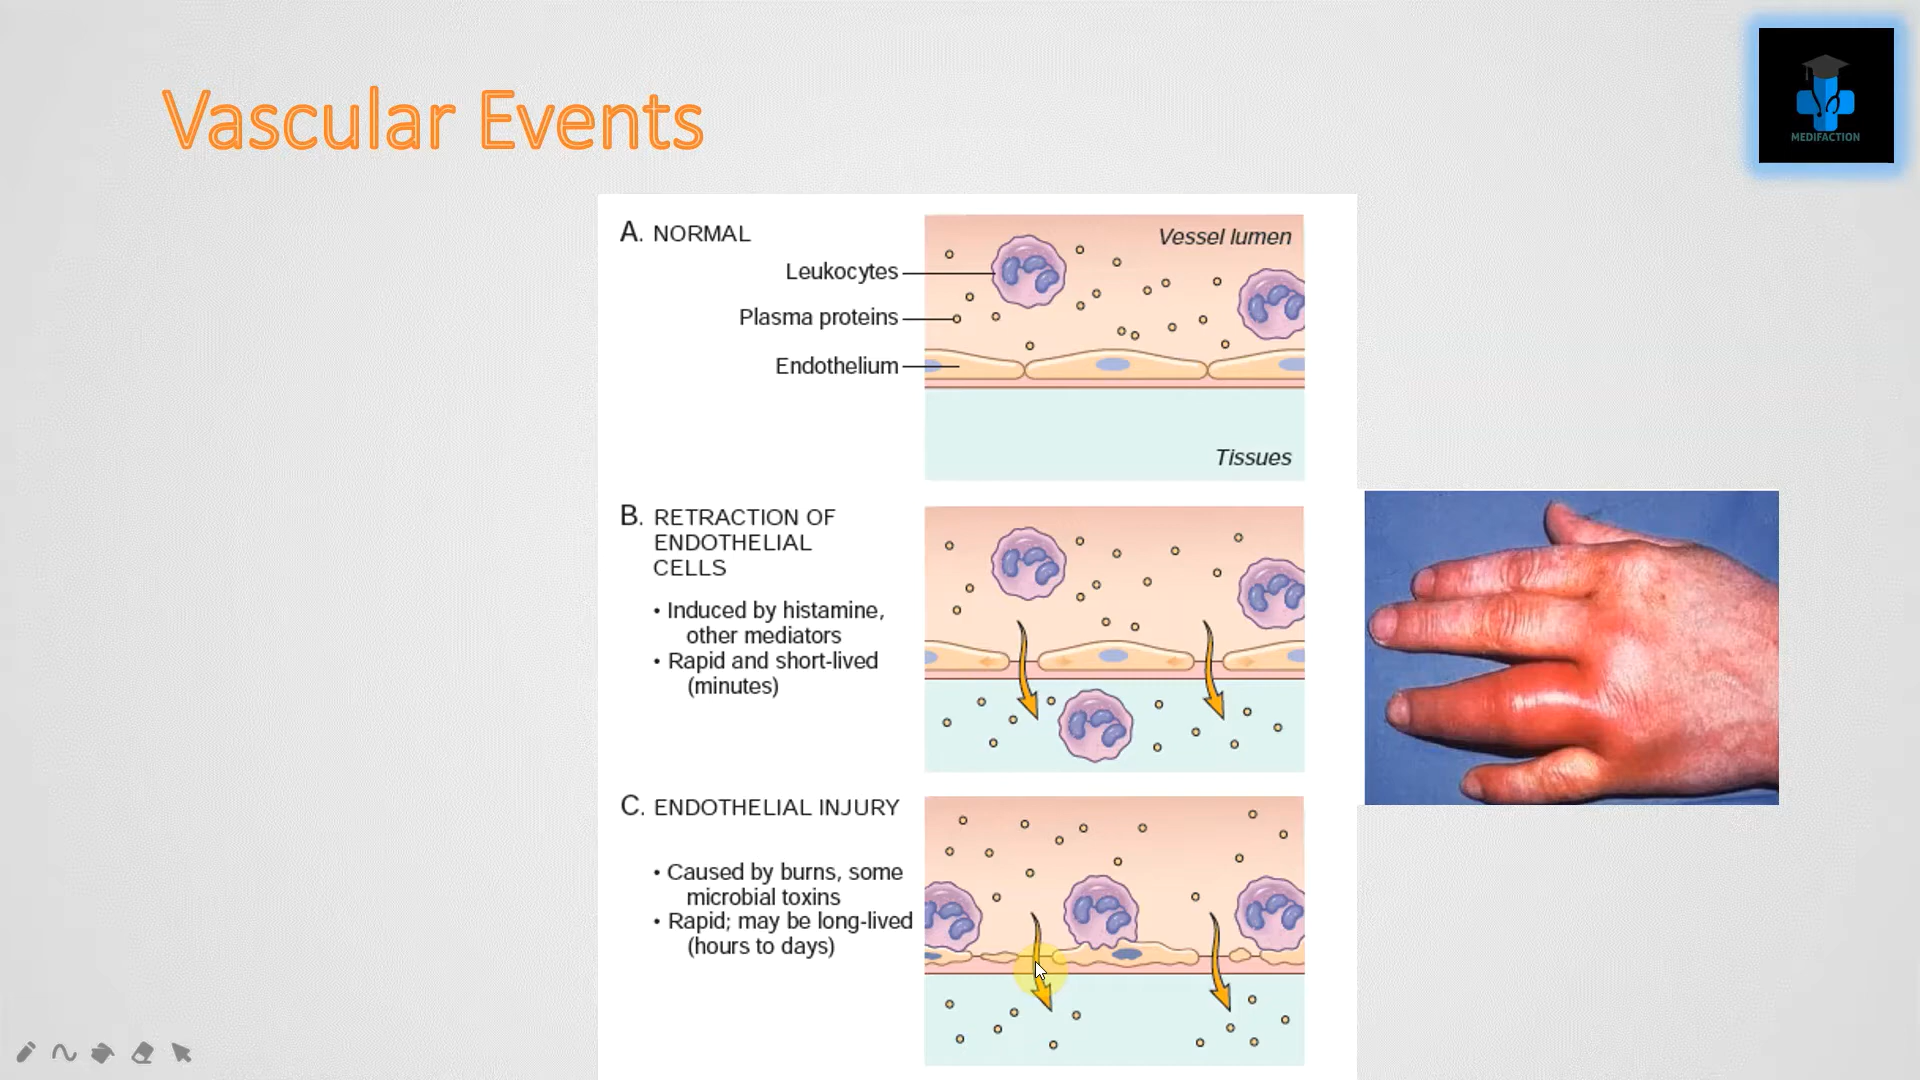 Vascular Events
MEDIFACTION
A. NORMAL
Vessel lumen
Leukocytes
Plasma proteins
Endothelium
Tissues
B. RETRACTION OF
ENDOTHELIAL
CELLS
• Induced by histamine,
other mediators
• Rapid and short-lived
(minutes)
C. ENDOTHELIAL INJURY
• Caused by burns, some
microbial toxins
• Rapid; may be long-lived
(hours to days)